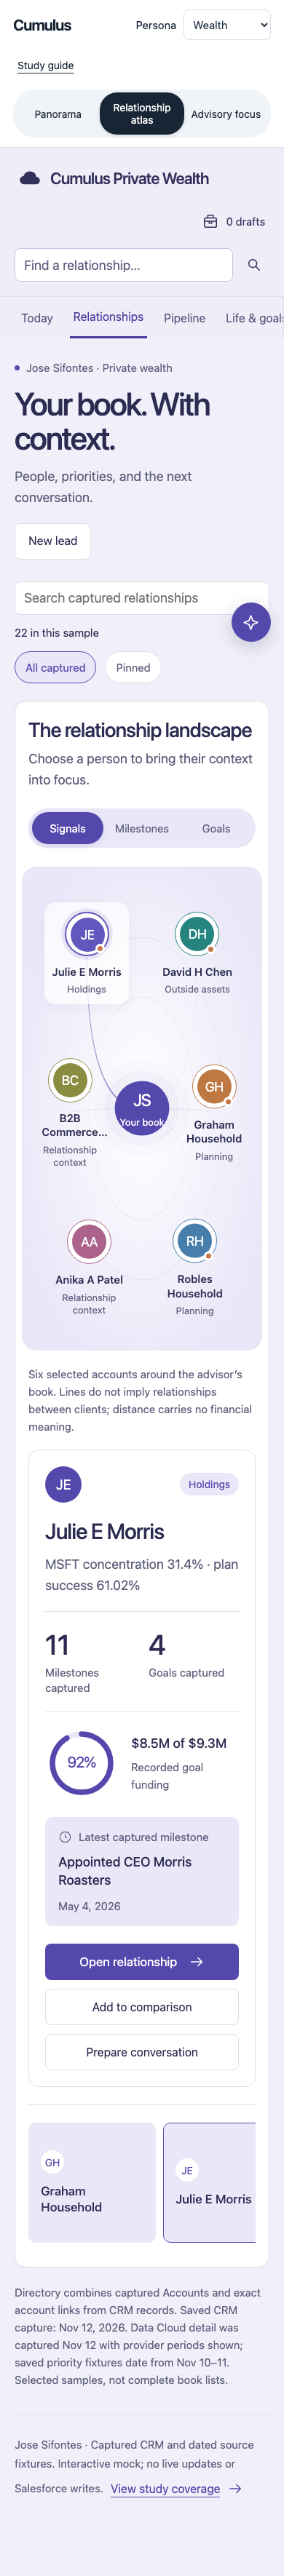 Cumulus
Persona
Wealth
Study guide
Panorama
Relationship
atlas
Advisory focus
Cumulus Private Wealth
0 drafts
Find a relationship...
Today
Relationships
Pipeline
Life & goals
Jose Sifontes · Private wealth
Your book. With
context.
People, priorities, and the next
conversation.
New lead
Search captured relationships
22 in this sample
All captured
Pinned
The relationship landscape
Choose a person to bring their context
into focus.
Signals
Milestones
Goals
JE
Julie E Morris
Holdings
DH
David H Chen
Outside assets
BC
B2B
Commerce...
Relationship
context
JS
Your book
GH
Graham
Household
Planning
AA
Anika A Patel
Relationship
context
RH
Robles
Household
Planning
Six selected accounts around the advisor's
book. Lines do not imply relationships
between clients; distance carries no financial
meaning.
JE
Holdings
Julie E Morris
MSFT concentration 31.4% · plan
success 61.02%
11
Milestones
captured
4
Goals captured
92%
$8.5M of $9.3M
Recorded goal
funding
Latest captured milestone
Appointed CEO Morris
Roasters
May 4, 2026
Open relationship
Add to comparison
Prepare conversation
GH
Graham
Household
JE
Julie E Morris
Directory combines captured Accounts and exact
account links from CRM records. Saved CRM
capture: Nov 12, 2026. Data Cloud detail was
captured Nov 12 with provider periods shown;
saved priority fixtures date from Nov 10–11.
Selected samples, not complete book lists.
Jose Sifontes · Captured CRM and dated source
fixtures. Interactive mock; no live updates or
Salesforce writes. View study coverage